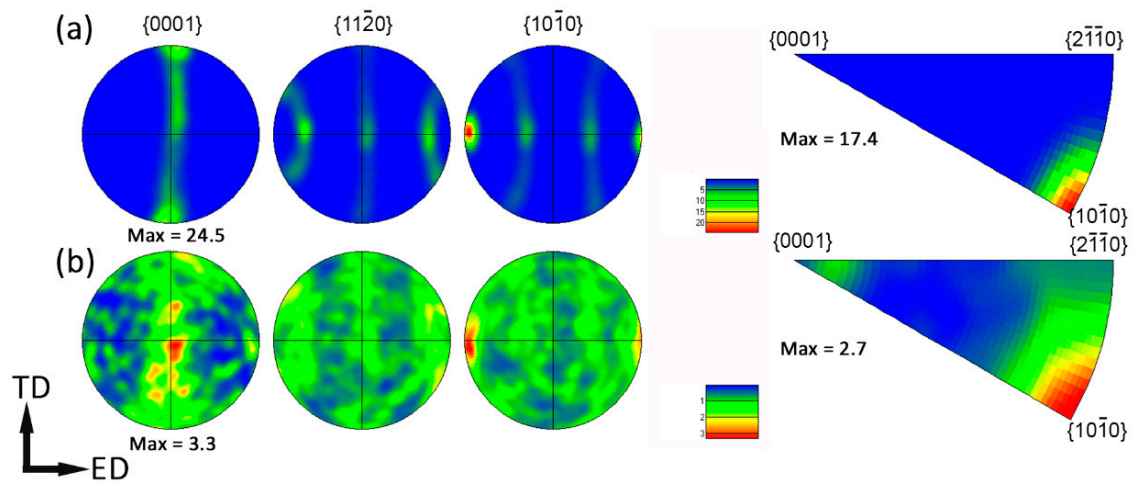 (a)
{0001}
{112̄0}
{101̄0}
{0001}
{21̄1̄0}
Max = 17.4
5
10
15
20
{101̄0}
Max = 24.5
(b)
{0001}
{21̄1̄0}
Max = 2.7
1
2
3
{101̄0}
TD
ED
Max = 3.3